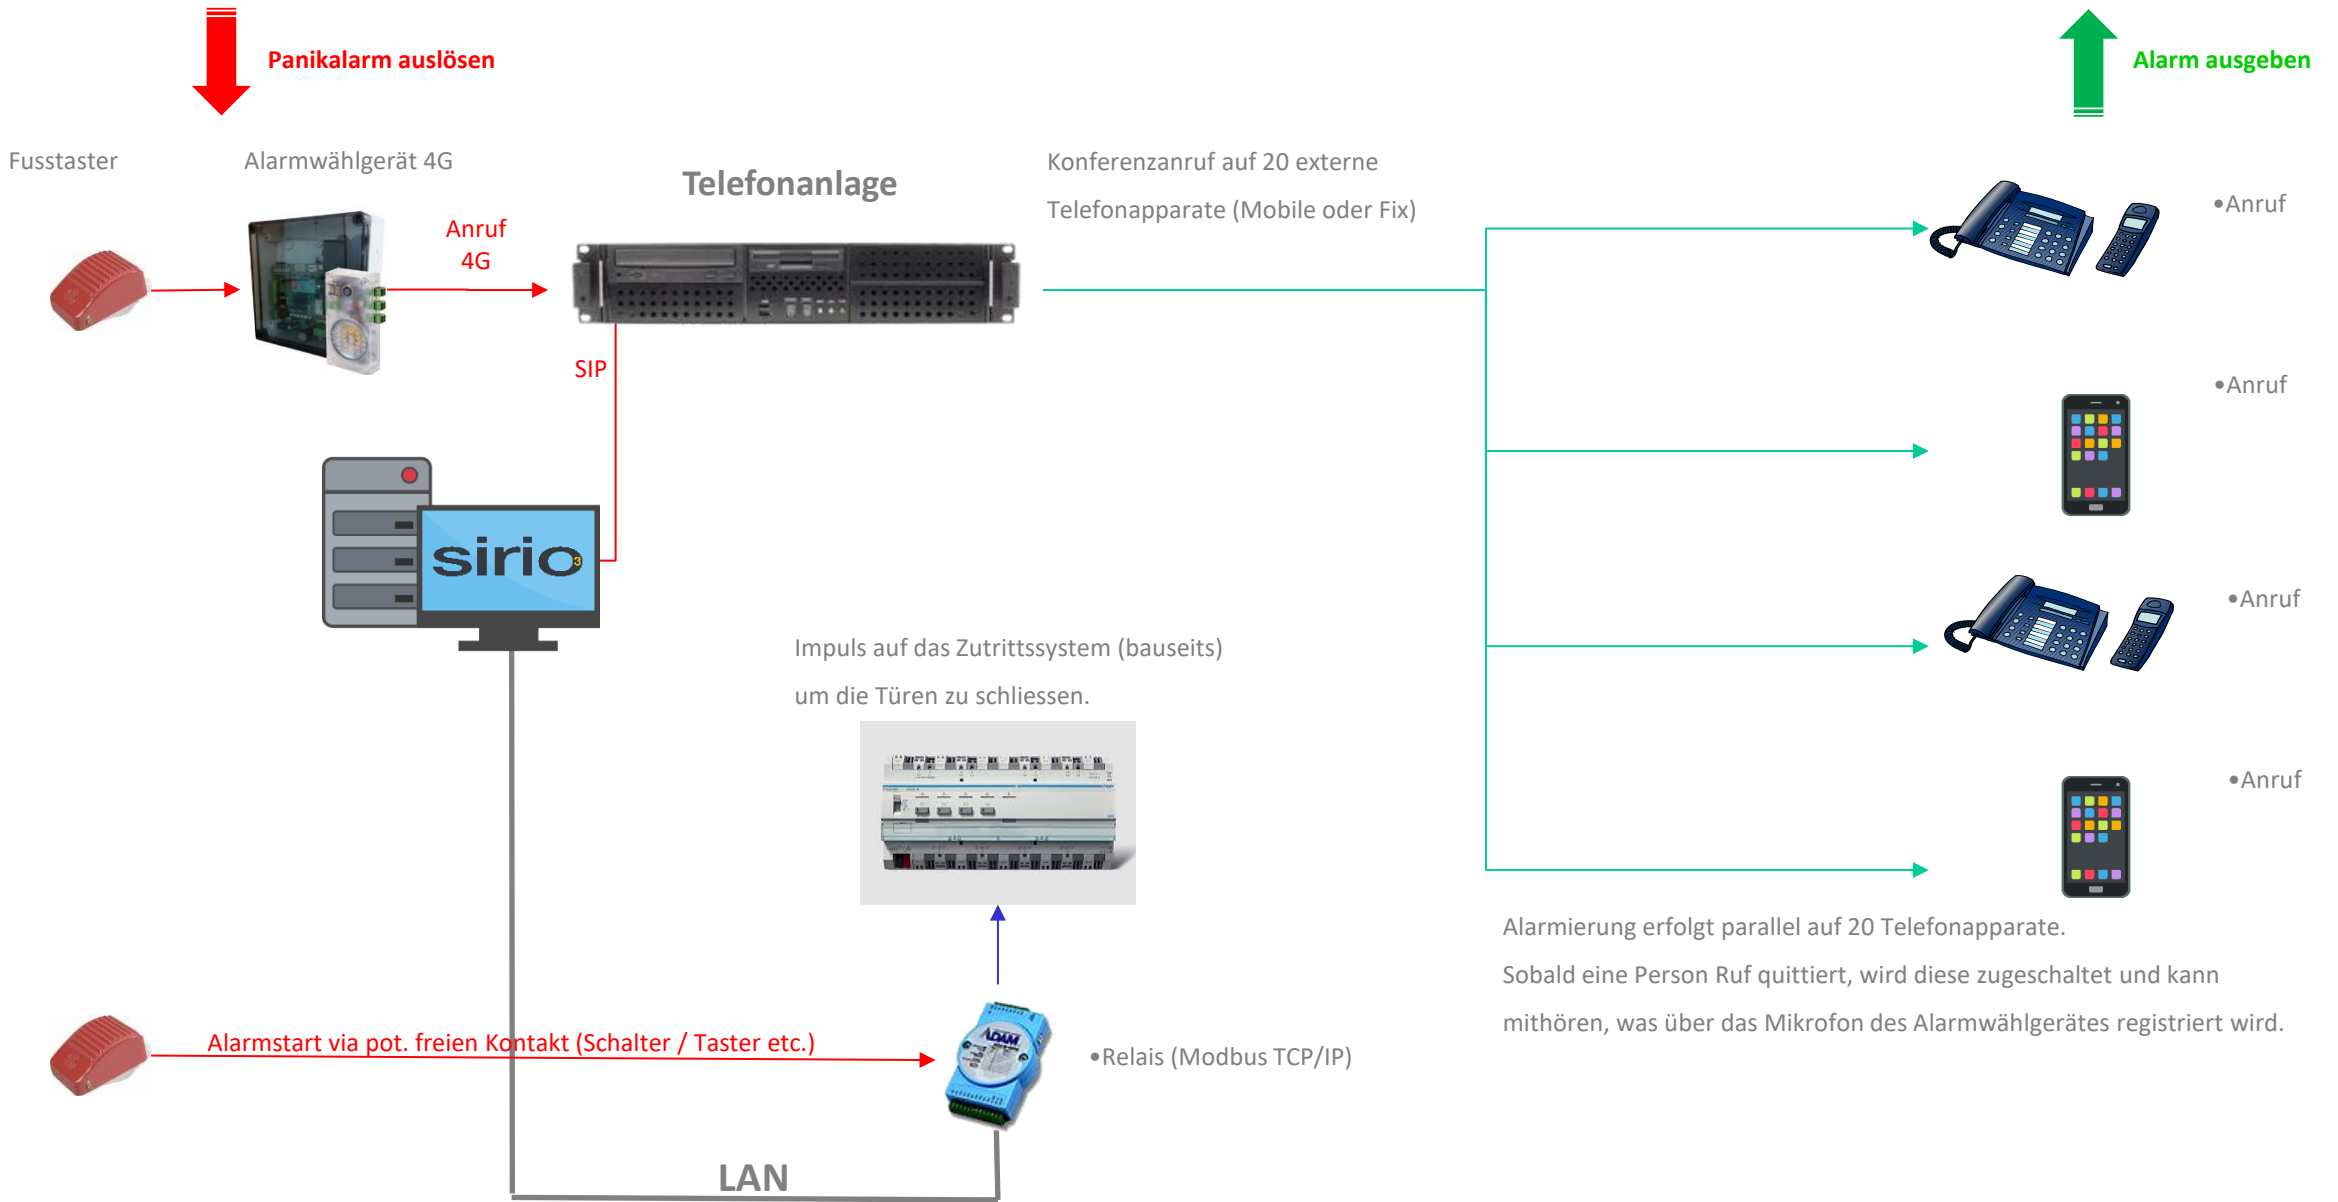 Panikalarm auslösen
Alarm ausgeben
Fusstaster
Alarmwählgerät 4G
Telefonanlage
Konferenzanruf auf 20 externe
Telefonapparate (Mobile oder Fix)
•Anruf
Anruf
4G
SIP
•Anruf
sirio3
•Anruf
Impuls auf das Zutrittssystem (bauseits)
um die Türen zu schliessen.
•Anruf
Alarmierung erfolgt parallel auf 20 Telefonapparate.
Sobald eine Person Ruf quittiert, wird diese zugeschaltet und kann
mithören, was über das Mikrofon des Alarmwählgerätes registriert wird.
Alarmstart via pot. freien Kontakt (Schalter / Taster etc.)
ADAM
•Relais (Modbus TCP/IP)
LAN